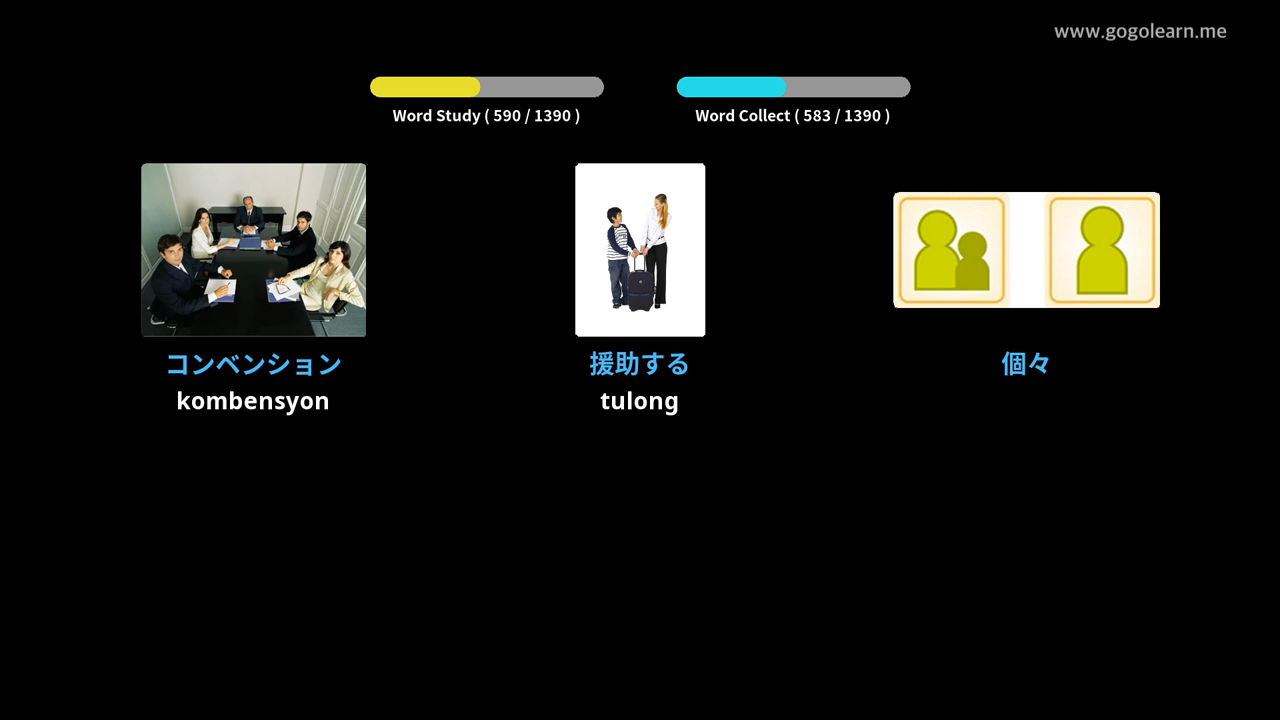 www.gogolearn.me
Word Study ( 590 / 1390 )
Word Collect ( 583 / 1390 )
コンベンション
kombensyon
援助する
tulong
個々